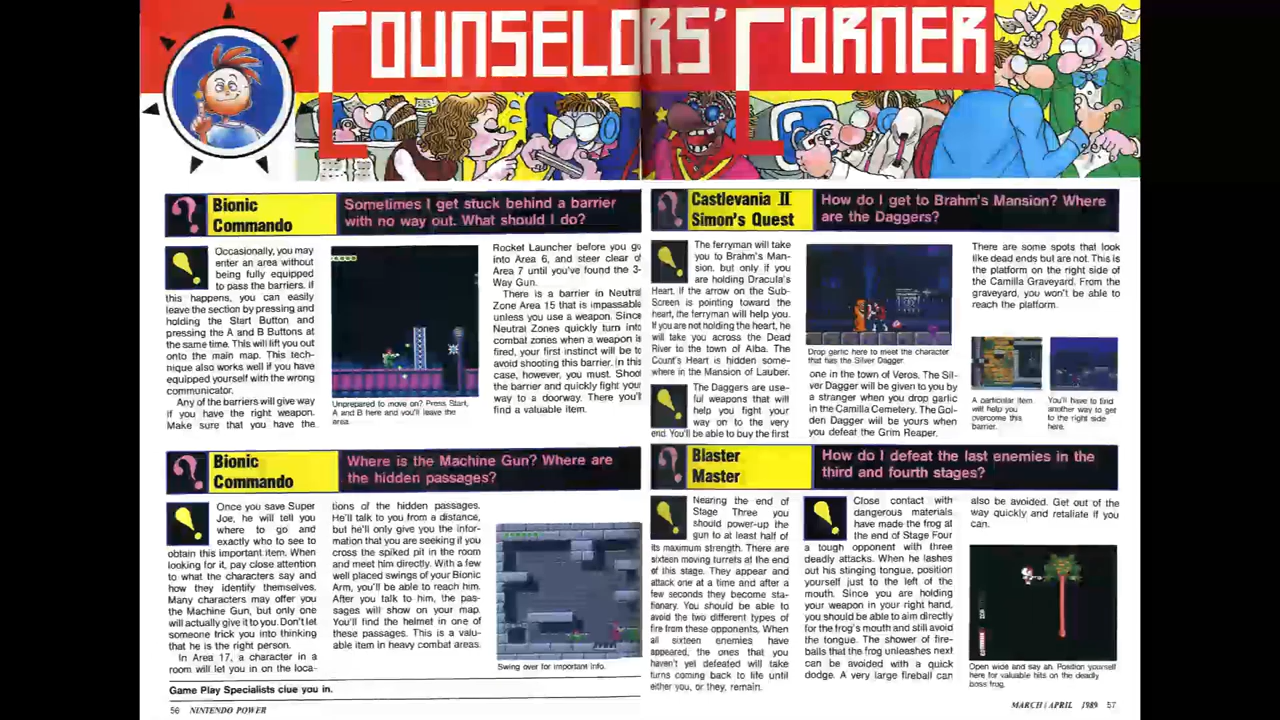 COUNSELORS' CORNER
Bionic
Commando
Sometimes I get stuck behind a barrier
with no way out. What should I do?
Occasionally, you may
enter an area without
being fully equipped
to pass the barriers. If
this happens, you can easily
leave the section by pressing and
holding the Start Button and
pressing the A and B Buttons at
the same time. This will lift you out
onto the main map. This tech-
nique also works well if you have
equipped yourself with the wrong
communicator.
Any of the barriers will give way
if you have the right weapon.
Make sure that you have the
Unprepared to move on? Press Start,
A and B here and you'll leave the
area.
Rocket Launcher before you go
into Area 6, and steer clear of
Area 7 until you've found the 3-
Way Gun.
There is a barrier in Neutral
Zone Area 15 that is impassable
unless you use a weapon. Since
Neutral Zones quickly turn into
combat zones when a weapon is
fired, your first instinct will be to
avoid shooting this barrier. In this
case, however, you must. Shoot
the barrier and quickly fight your
way to a doorway. There you'll
find a valuable item.
Bionic
Commando
Where is the Machine Gun? Where are
the hidden passages?
Once you save Super
Joe, he will tell you
where to go and
exactly who to see to
obtain this important item. When
looking for it, pay close attention
to what the characters say and
how they identify themselves.
Many characters may offer you
the Machine Gun, but only one
will actually give it to you. Don't let
someone trick you into thinking
that he is the right person.
In Area 17, a character in a
room will let you in on the loca-
tions of the hidden passages.
He'll talk to you from a distance,
but he'll only give you the infor-
mation that you are seeking if you
cross the spiked pit in the room
and meet him directly. With a few
well placed swings of your Bionic
Arm, you'll be able to reach him.
After you talk to him, the pas-
sages will show on your map.
You'll find the helmet in one of
these passages. This is a valu-
able item in heavy combat areas.
Swing over for important info.
Game Play Specialists clue you in.
56 NINTENDO POWER
Castlevania II
Simon's Quest
How do I get to Brahm's Mansion? Where
are the Daggers?
The ferryman will take
you to Brahm's Man-
sion, but only if you
are holding Dracula's
Heart. If the arrow on the Sub-
Screen is pointing toward the
heart, the ferryman will help you.
If you are not holding the heart, he
will take you across the Dead
River to the town of Alba. The
Count's Heart is hidden some-
where in the Mansion of Lauber.
The Daggers are use-
ful weapons that will
help you fight your
way on to the very
end. You'll be able to buy the first
Drop garlic here to meet the character
that has the Silver Dagger
one in the town of Veros. The Sil-
ver Dagger will be given to you by
a stranger when you drop garlic
in the Camilla Cemetery. The Gol-
den Dagger will be yours when
you defeat the Grim Reaper.
There are some spots that look
like dead ends but are not. This is
the platform on the right side of
the Camilla Graveyard. From the
graveyard, you won't be able to
reach the platform.
A particular item
will help you
overcome this
barrier.
You'll have to find
another way to get
to the right side
here.
Blaster
Master
How do I defeat the last enemies in the
third and fourth stages?
Nearing the end of
Stage Three you
should power-up the
gun to at least half of
its maximum strength. There are
sixteen moving turrets at the end
of this stage. They appear and
attack one at a time and after a
few seconds they become sta-
tionary. You should be able to
avoid the two different types of
fire from these opponents. When
all sixteen enemies have
appeared, the ones that you
haven't yet defeated will take
turns coming back to life until
either you, or they, remain.
Close contact with
dangerous materials
have made the frog at
the end of Stage Four
a tough opponent with three
deadly attacks. When he lashes
out his stinging tongue, position
yourself just to the left of the
mouth. Since you are holding
your weapon in your right hand,
you should be able to aim directly
for the frog's mouth and still avoid
the tongue. The shower of fire-
balls that the frog unleashes next
can be avoided with a quick
dodge. A very large fireball can
also be avoided. Get out of the
way quickly and retaliate if you
can.
Open wide and say ah. Position yourself
here for valuable hits on the deadly
boss frog.
MARCH / APRIL 1989 57